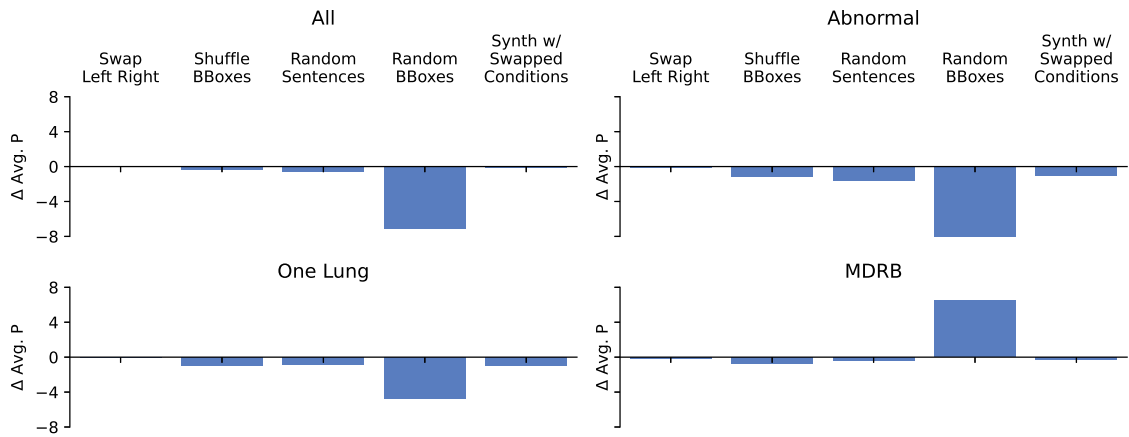 All
Swap
Left Right
Shuffle
BBoxes
Random
Sentences
Random
BBoxes
Synth w/
Swapped
Conditions
Δ Avg. P
8
4
0
−4
−8
Abnormal
Swap
Left Right
Shuffle
BBoxes
Random
Sentences
Random
BBoxes
Synth w/
Swapped
Conditions
Δ Avg. P
One Lung
Δ Avg. P
8
4
0
−4
−8
MDRB
Δ Avg. P